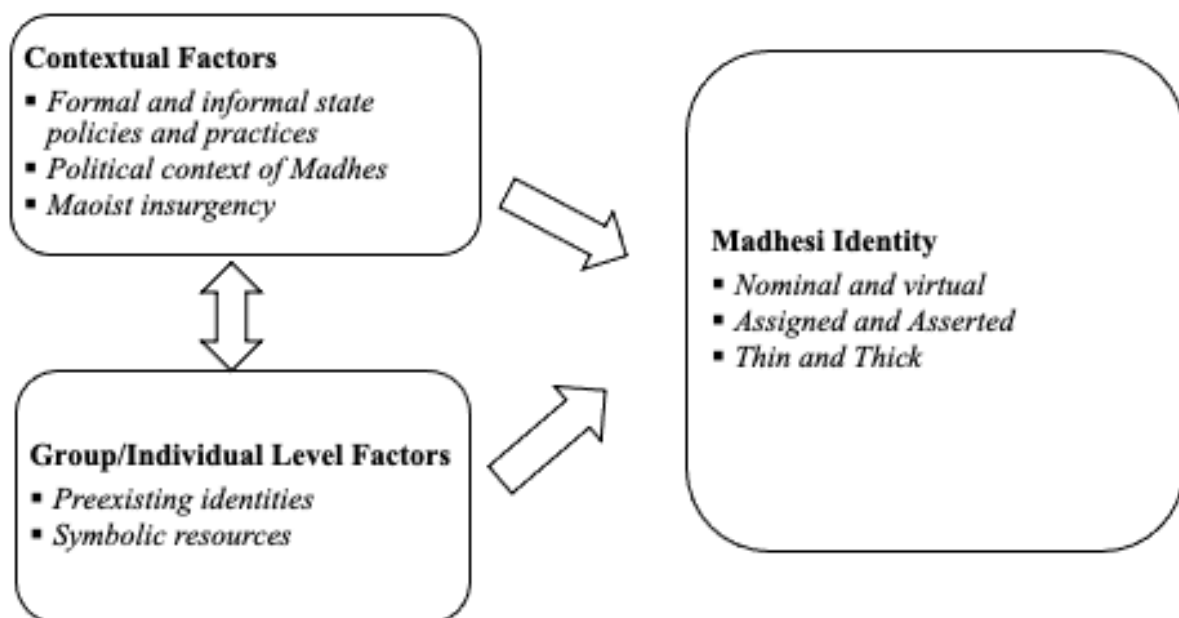 Contextual Factors
▪ Formal and informal state
policies and practices
▪ Political context of Madhes
▪ Maoist insurgency
Group/Individual Level Factors
▪ Preexisting identities
▪ Symbolic resources
Madhesi Identity
▪ Nominal and virtual
▪ Assigned and Asserted
▪ Thin and Thick